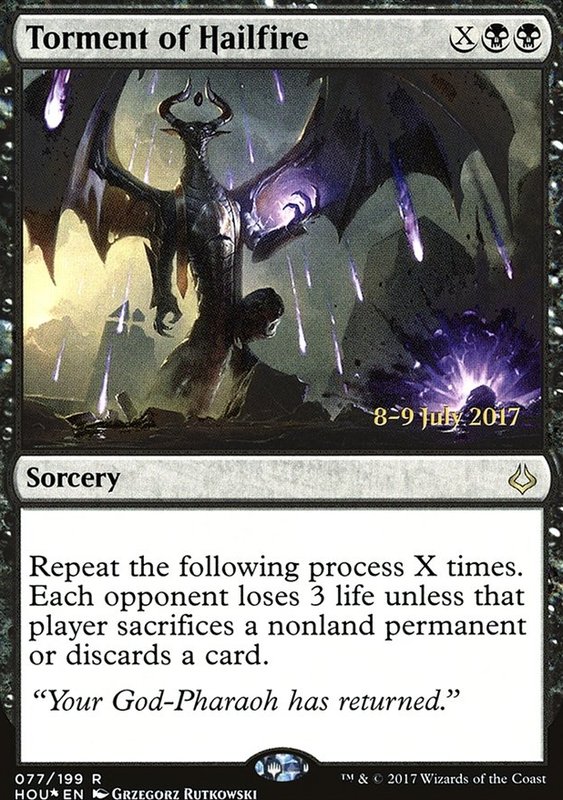 Torment of Hailfire X
8-9 July 2017
Sorcery
Repeat the following process X times.
Each opponent loses 3 life unless that
player sacrifices a nonland permanent
or discards a card.
“Your God-Pharaoh has returned.”
077/199 R
HOU★EN GRZEGORZ RUTKOWSKI
™ & © 2017 Wizards of the Coast